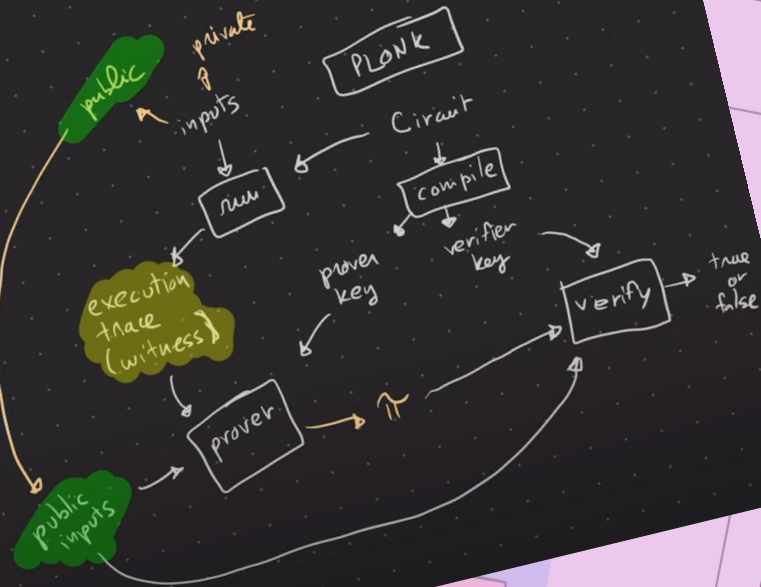 private
PLONK
public
inputs
Circuit
run
compile
prover
key
verifier
key
execution
trace
(witness)
verify
true
or
false
prover
π
public
inputs